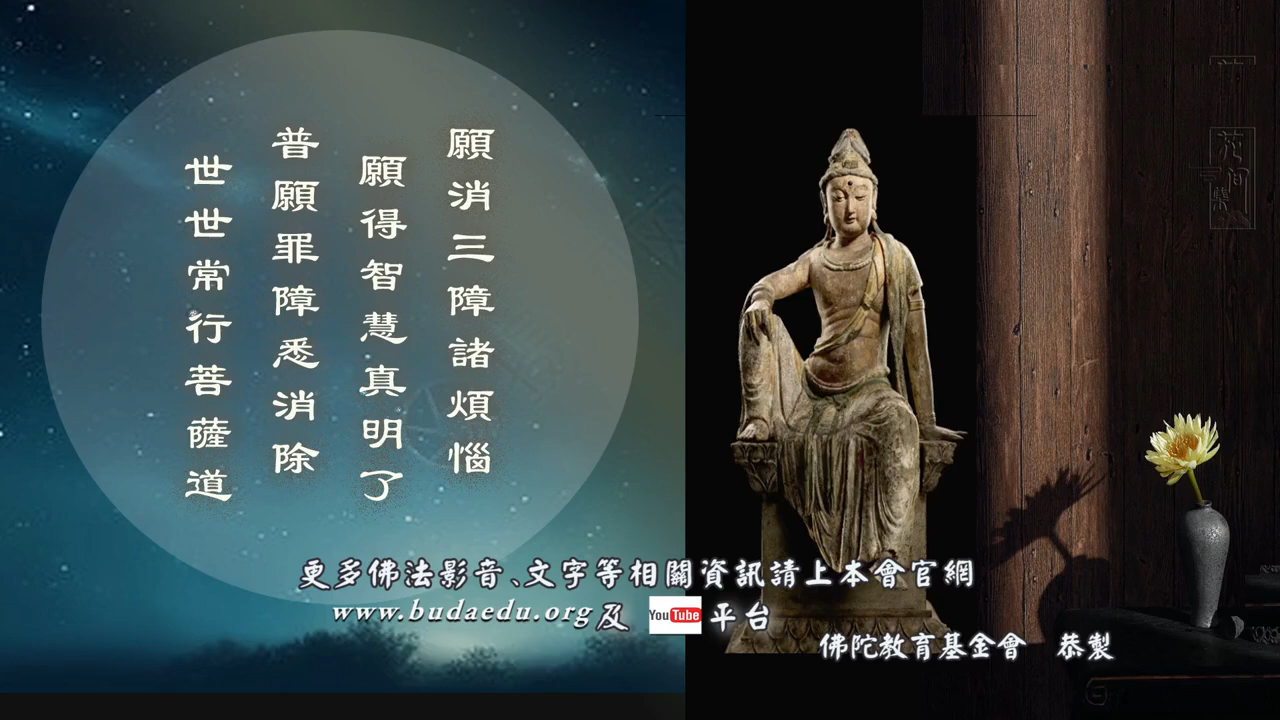 願消三障諸煩惱
願得智慧真明了
普願罪障悉消除
世世常行菩薩道
更多佛法影音、文字等相關資訊請上本會官網
www.budaedu.org及 YouTube 平台
佛陀教育基金會 恭製